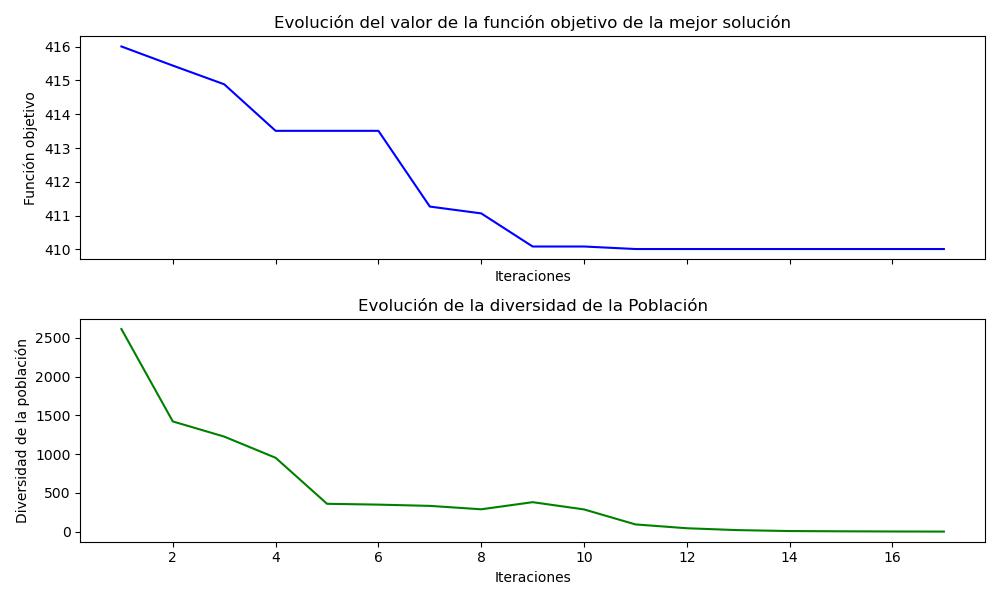 Evolución del valor de la función objetivo de la mejor solución
416
415
414
413
412
411
410
Función objetivo
Iteraciones
Evolución de la diversidad de la Población
2500
2000
1500
1000
500
0
Diversidad de la población
2 4 6 8 10 12 14 16
Iteraciones